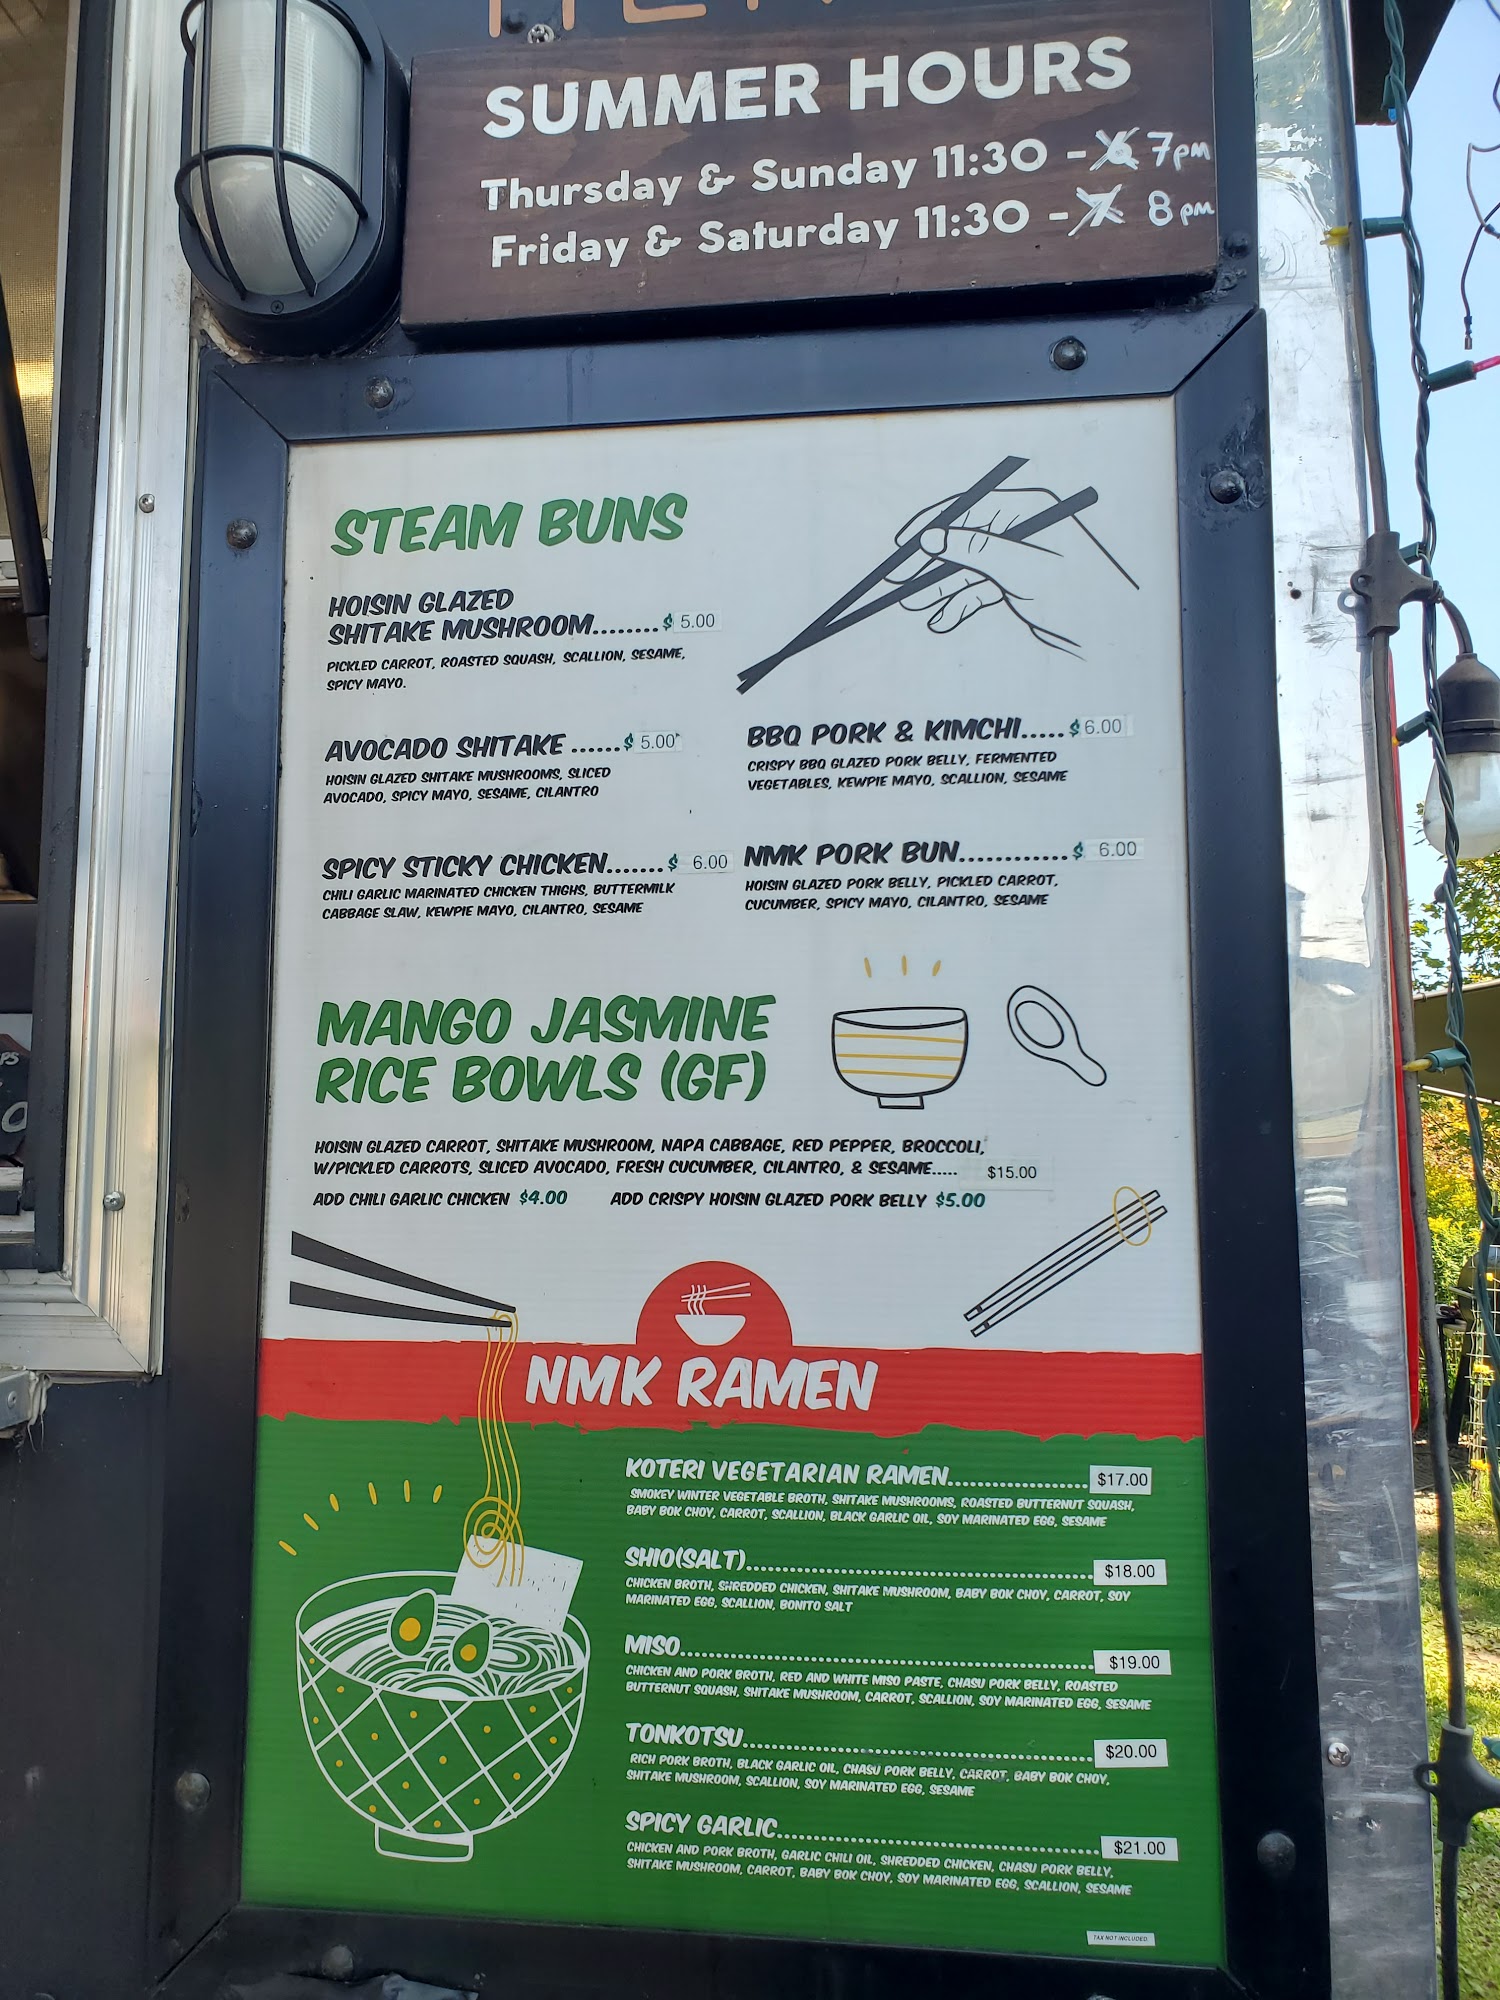 SUMMER HOURS
Thursday & Sunday 11:30 - 6 7pm
Friday & Saturday 11:30 - 7 8pm
STEAM BUNS
HOISIN GLAZED
SHITAKE MUSHROOM........$ 5.00
PICKLED CARROT, ROASTED SQUASH, SCALLION, SESAME,
SPICY MAYO.
AVOCADO SHITAKE ......$ 5.00
HOISIN GLAZED SHITAKE MUSHROOMS, SLICED
AVOCADO, SPICY MAYO, SESAME, CILANTRO
BBQ PORK & KIMCHI.....$ 6.00
CRISPY BBQ GLAZED PORK BELLY, FERMENTED
VEGETABLES, KEWPIE MAYO, SCALLION, SESAME
SPICY STICKY CHICKEN.......$ 6.00
CHILI GARLIC MARINATED CHICKEN THIGHS, BUTTERMILK
CABBAGE SLAW, KEWPIE MAYO, CILANTRO, SESAME
NMK PORK BUN............$ 6.00
HOISIN GLAZED PORK BELLY, PICKLED CARROT,
CUCUMBER, SPICY MAYO, CILANTRO, SESAME
MANGO JASMINE
RICE BOWLS (GF)
HOISIN GLAZED CARROT, SHITAKE MUSHROOM, NAPA CABBAGE, RED PEPPER, BROCCOLI,
W/PICKLED CARROTS, SLICED AVOCADO, FRESH CUCUMBER, CILANTRO, & SESAME..... $15.00
ADD CHILI GARLIC CHICKEN $4.00 ADD CRISPY HOISIN GLAZED PORK BELLY $5.00
NMK RAMEN
KOTERI VEGETARIAN RAMEN.................... $17.00
SMOKEY WINTER VEGETABLE BROTH, SHITAKE MUSHROOMS, ROASTED BUTTERNUT SQUASH,
BABY BOK CHOY, CARROT, SCALLION, BLACK GARLIC OIL, SOY MARINATED EGG, SESAME
SHIO(SALT).................................................. $18.00
CHICKEN BROTH, SHREDDED CHICKEN, SHITAKE MUSHROOM, BABY BOK CHOY, CARROT, SOY
MARINATED EGG, SCALLION, BONITO SALT
MISO............................................................ $19.00
CHICKEN AND PORK BROTH, RED AND WHITE MISO PASTE, CHASU PORK BELLY, ROASTED
BUTTERNUT SQUASH, SHITAKE MUSHROOM, CARROT, SCALLION, SOY MARINATED EGG, SESAME
TONKOTSU.................................................. $20.00
RICH PORK BROTH, BLACK GARLIC OIL, CHASU PORK BELLY, CARROT, BABY BOK CHOY,
SHITAKE MUSHROOM, SCALLION, SOY MARINATED EGG, SESAME
SPICY GARLIC.............................................. $21.00
CHICKEN AND PORK BROTH, GARLIC CHILI OIL, SHREDDED CHICKEN, CHASU PORK BELLY,
SHITAKE MUSHROOM, CARROT, BABY BOK CHOY, SOY MARINATED EGG, SCALLION, SESAME
TAX NOT INCLUDED